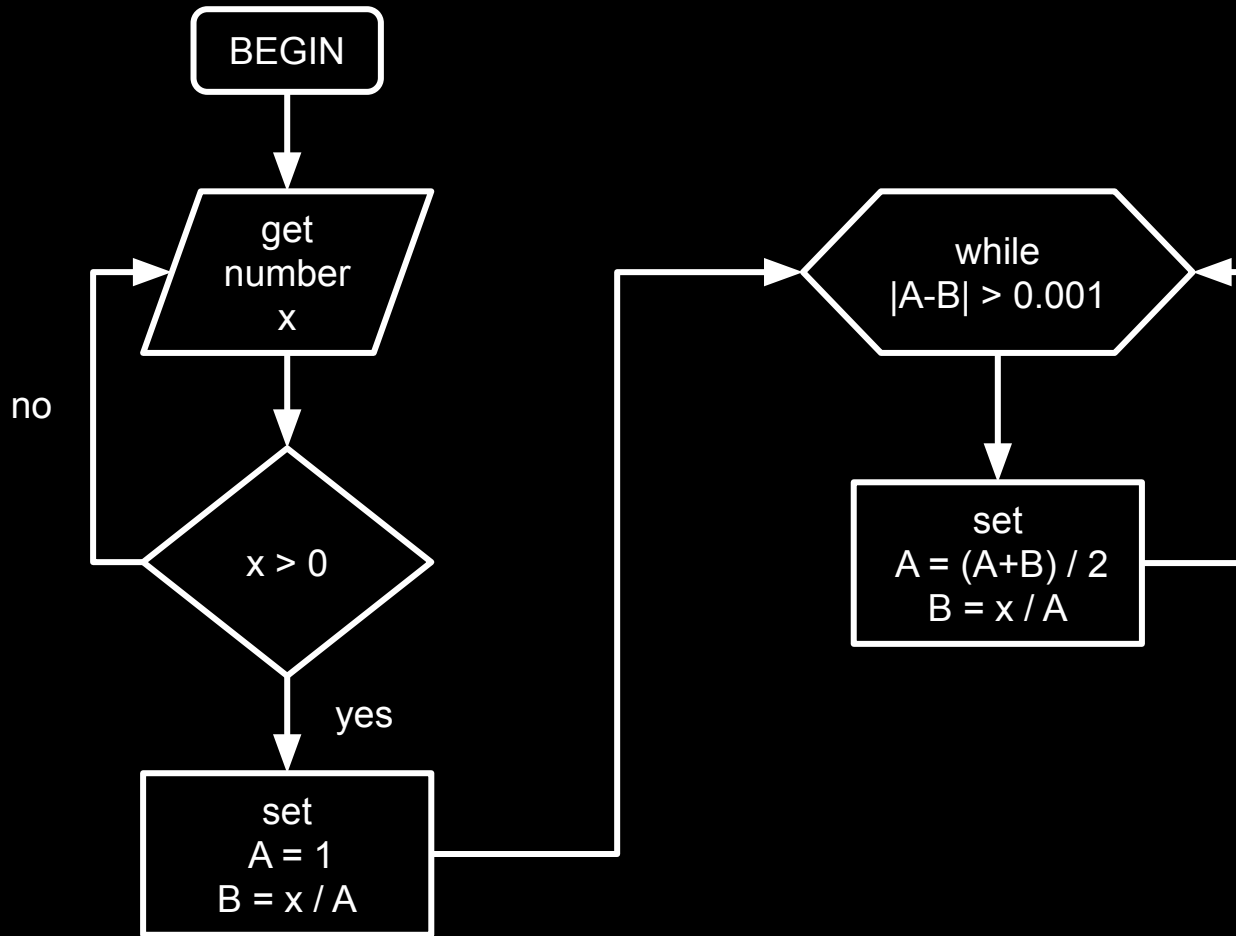 BEGIN
get
number
x
no
x > 0
yes
set
A = 1
B = x / A
while
|A-B| > 0.001
set
A = (A+B) / 2
B = x / A